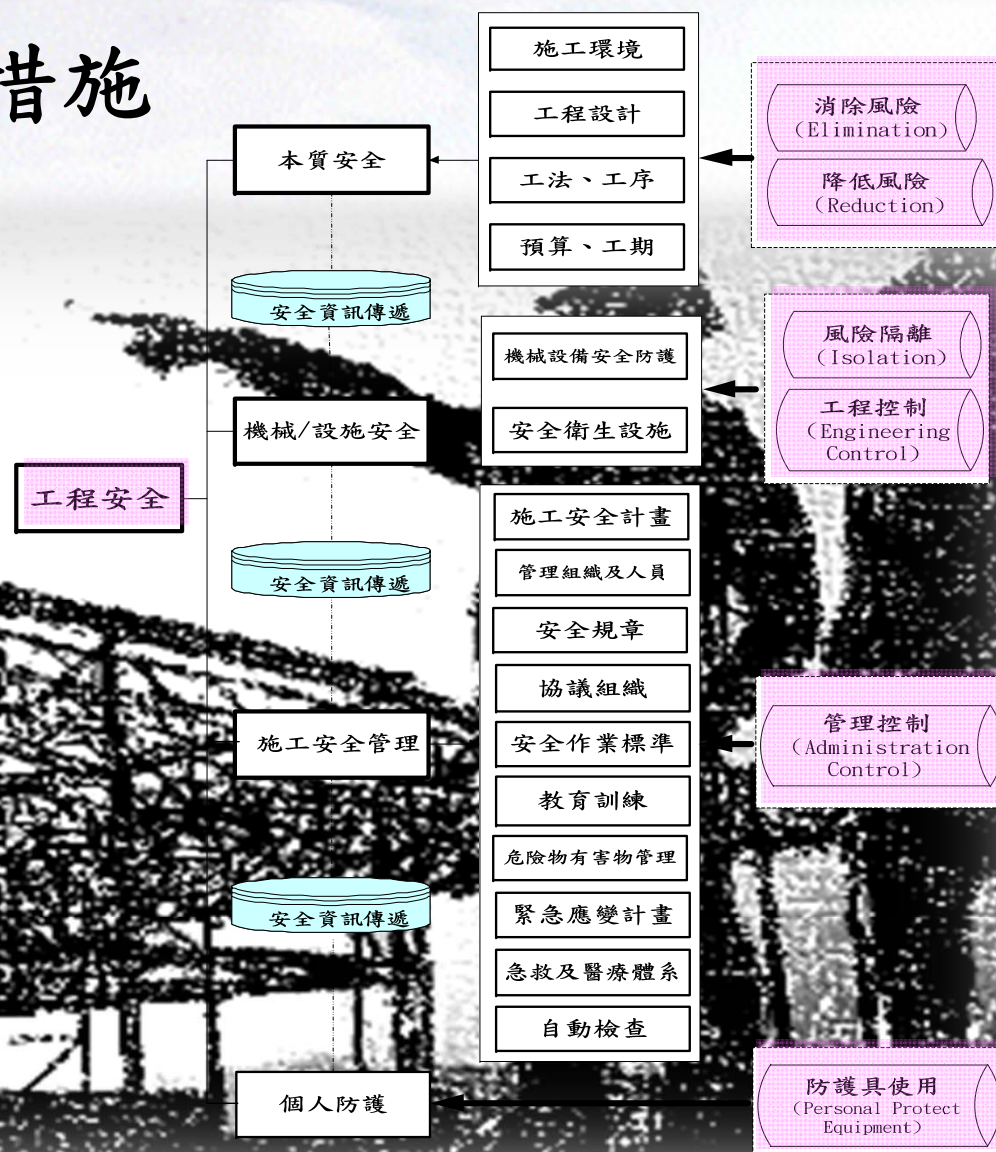 措施
工程安全
本質安全
安全資訊傳遞
機械/設施安全
安全資訊傳遞
施工安全管理
安全資訊傳遞
個人防護
施工環境
工程設計
工法、工序
預算、工期
機械設備安全防護
安全衛生設施
施工安全計畫
管理組織及人員
安全規章
協議組織
安全作業標準
教育訓練
危險物有害物管理
緊急應變計畫
急救及醫療體系
自動檢查
消除風險
(Elimination)
降低風險
(Reduction)
風險隔離
(Isolation)
工程控制
(Engineering
Control)
管理控制
(Administration
Control)
防護具使用
(Personal Protect
Equipment)